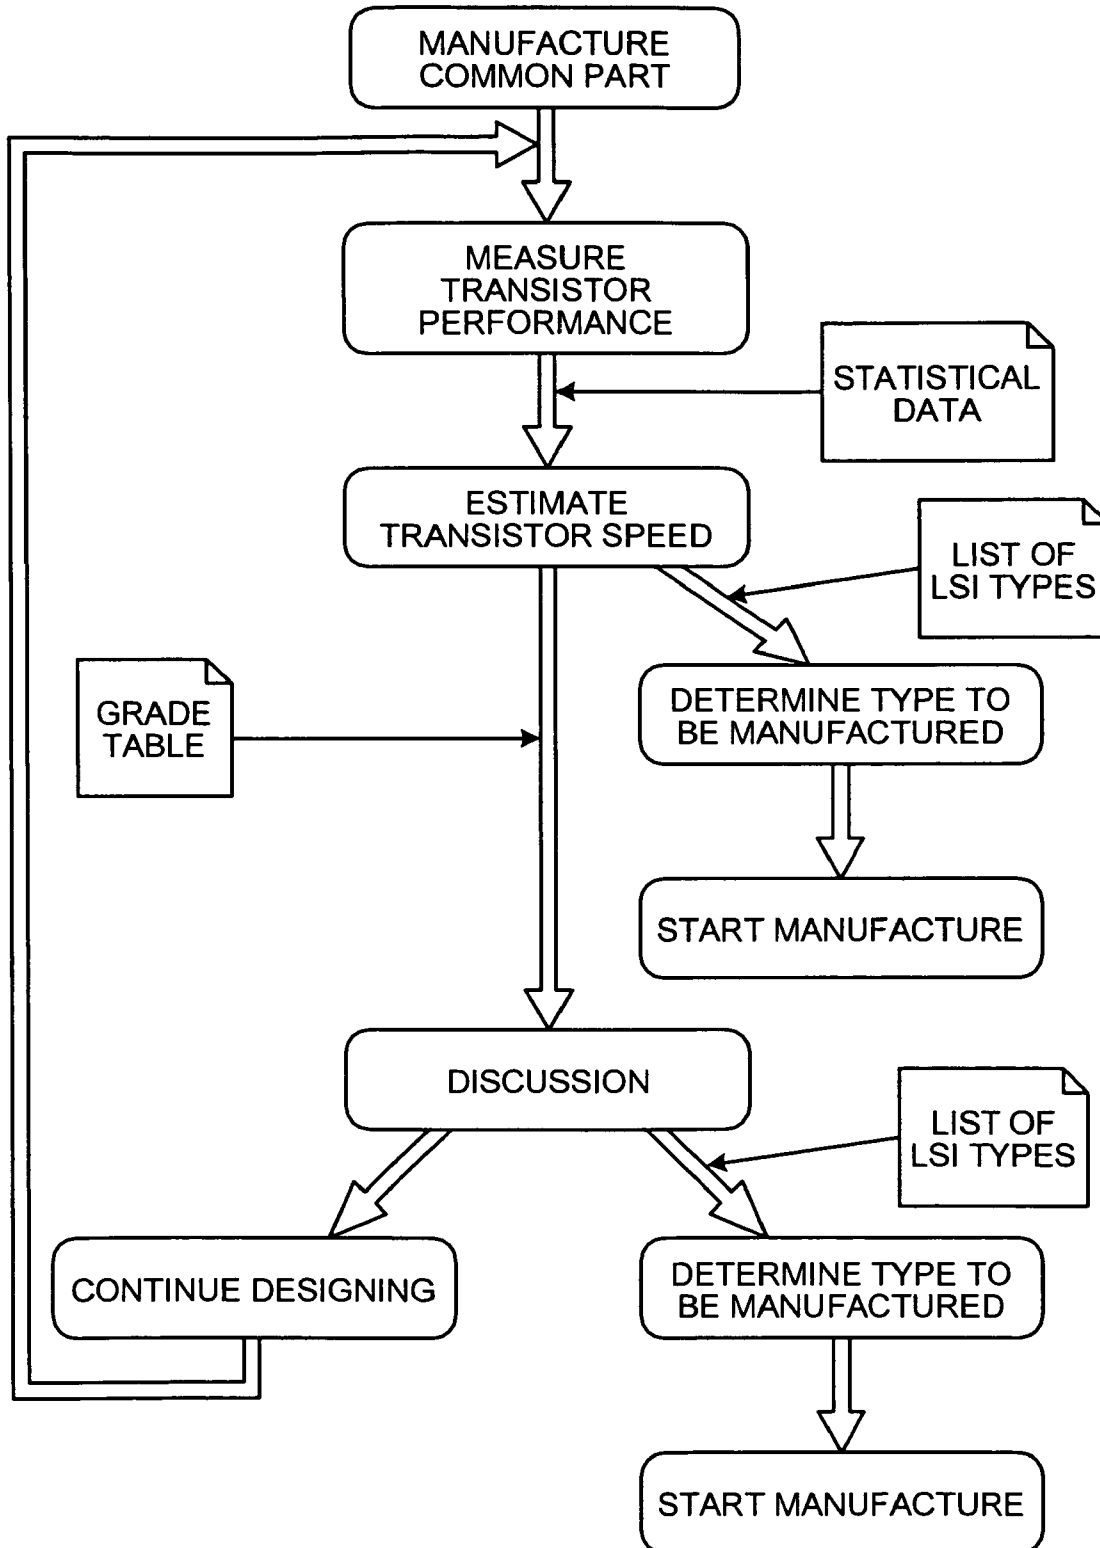 MANUFACTURE
COMMON PART
MEASURE
TRANSISTOR
PERFORMANCE
STATISTICAL
DATA
ESTIMATE
TRANSISTOR SPEED
LIST OF
LSI TYPES
GRADE
TABLE
DETERMINE TYPE TO
BE MANUFACTURED
START MANUFACTURE
DISCUSSION
LIST OF
LSI TYPES
CONTINUE DESIGNING
DETERMINE TYPE TO
BE MANUFACTURED
START MANUFACTURE